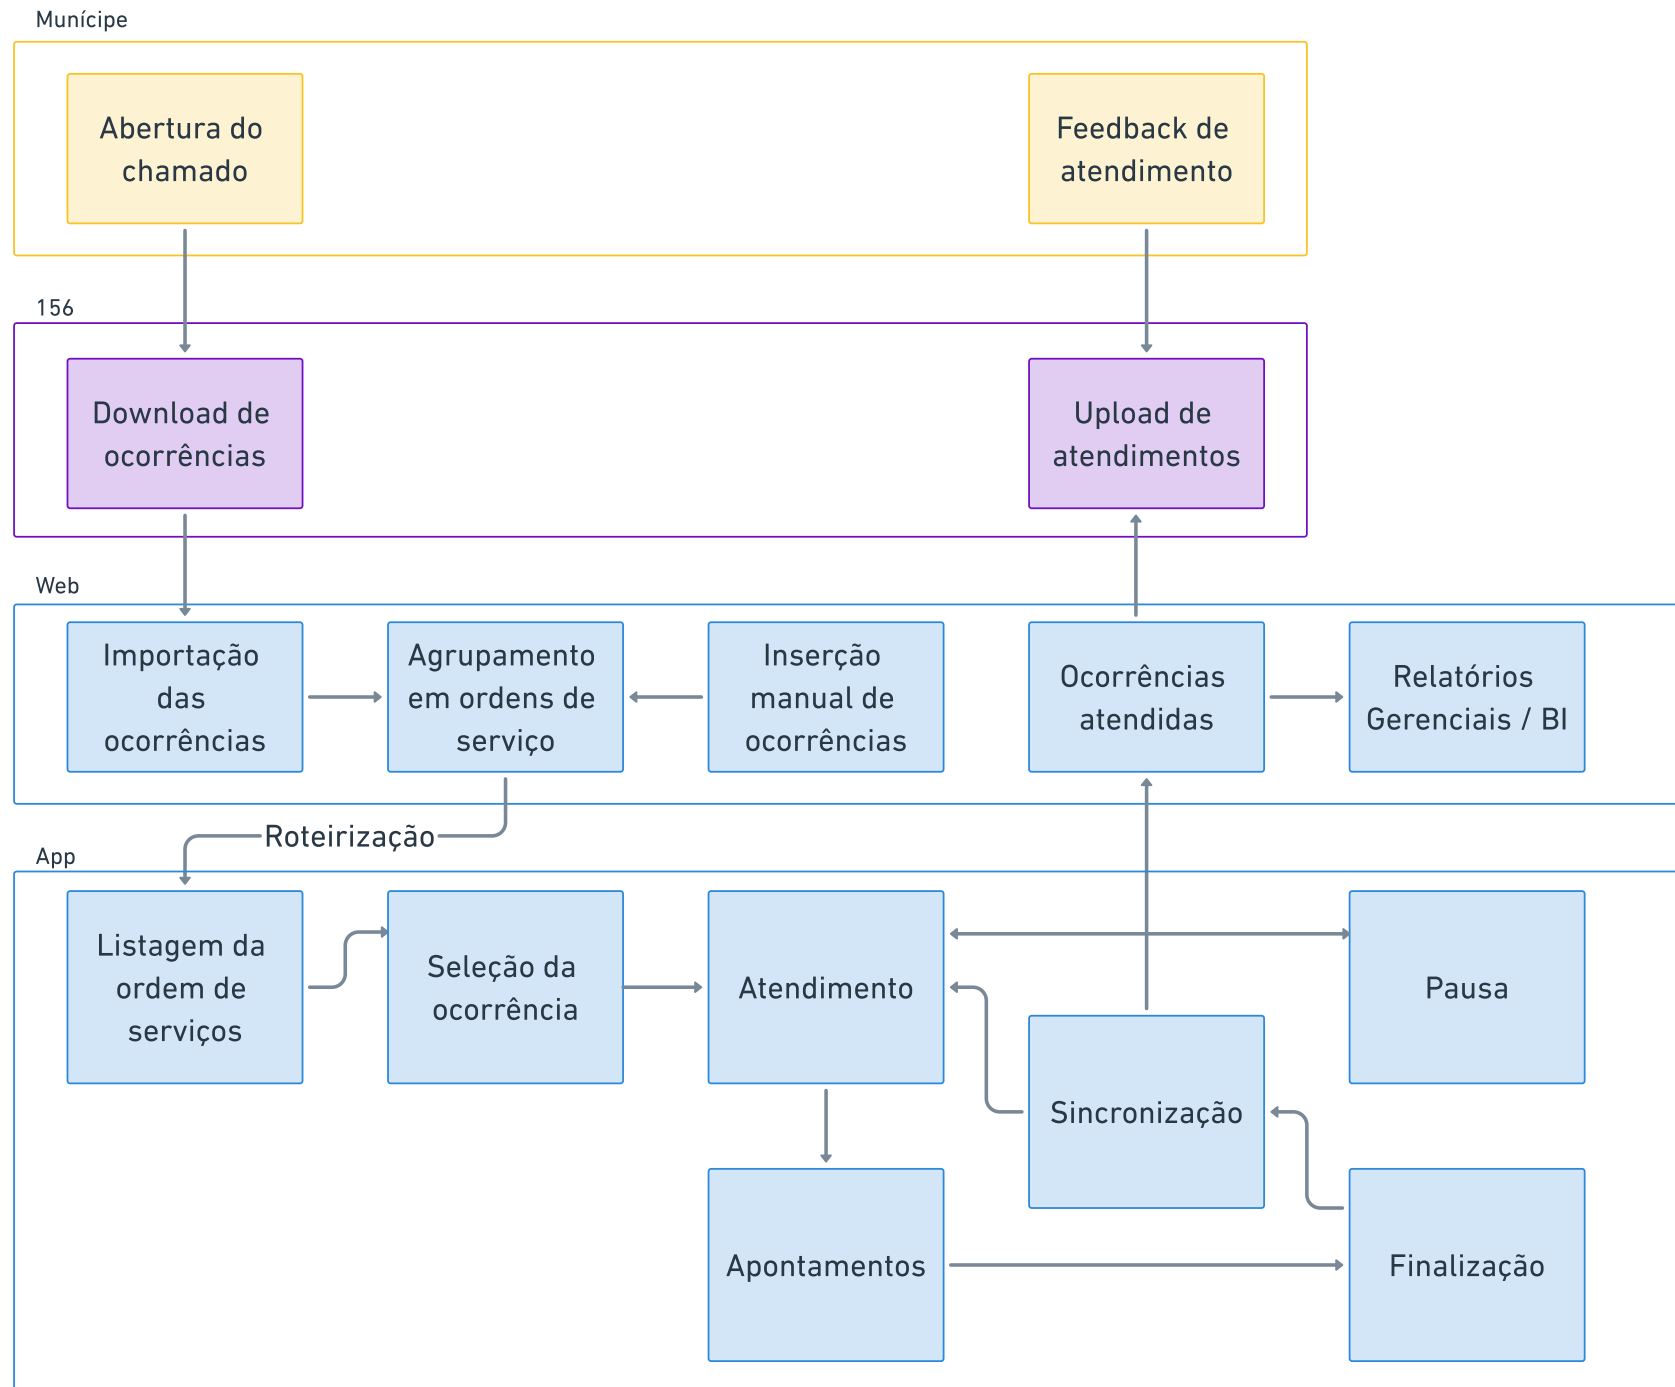 Munícipe
Abertura do
chamado
Feedback de
atendimento
156
Download de
ocorrências
Upload de
atendimentos
Web
Importação
das
ocorrências
Agrupamento
em ordens de
serviço
Inserção
manual de
ocorrências
Ocorrências
atendidas
Relatórios
Gerenciais / BI
Roteirização
App
Listagem da
ordem de
serviços
Seleção da
ocorrência
Atendimento
Pausa
Sincronização
Apontamentos
Finalização